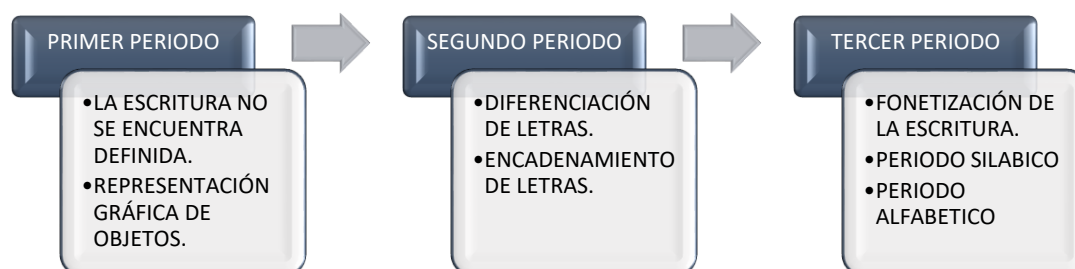 PRIMER PERIODO
•LA ESCRITURA NO
SE ENCUENTRA
DEFINIDA.
•REPRESENTACIÓN
GRÁFICA DE
OBJETOS.
SEGUNDO PERIODO
•DIFERENCIACIÓN
DE LETRAS.
•ENCADENAMIENTO
DE LETRAS.
TERCER PERIODO
•FONETIZACIÓN DE
LA ESCRITURA.
•PERIODO SILABICO
•PERIODO
ALFABETICO